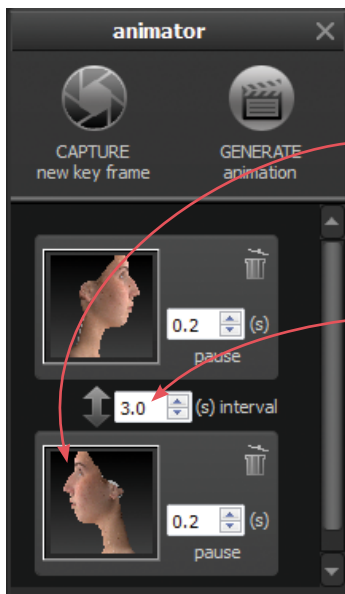 animator
CAPTURE
new key frame
GENERATE
animation
0.2 (s)
pause
3.0 (s) interval
0.2 (s)
pause